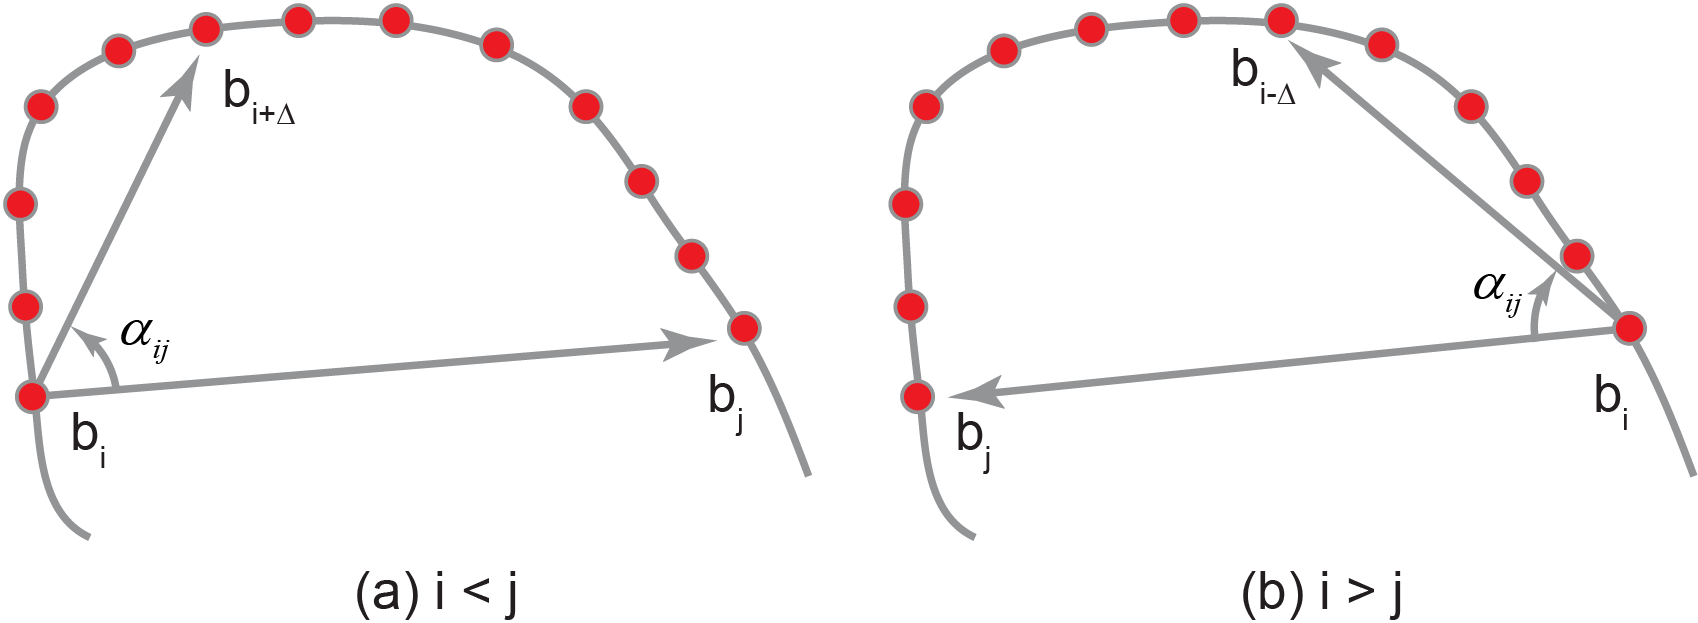 b_{i+Δ}
α_{ij}
b_i
b_j
(a) i < j
b_{i-Δ}
α_{ij}
b_i
b_j
(b) i > j